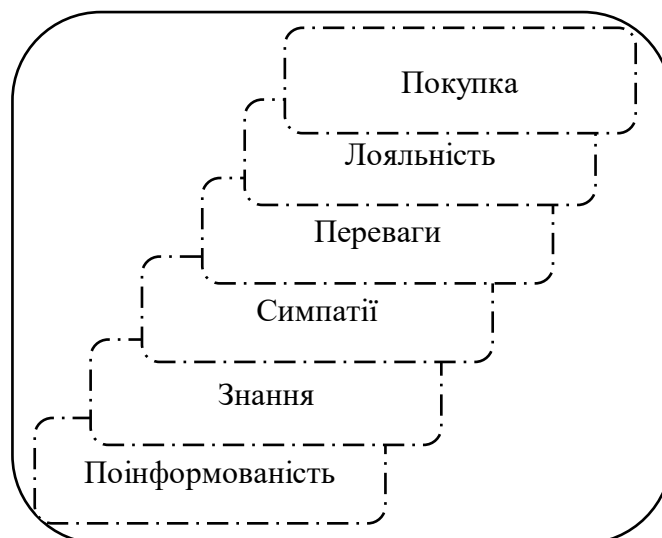 Покупка
Лояльність
Переваги
Симпатії
Знання
Поінформованість